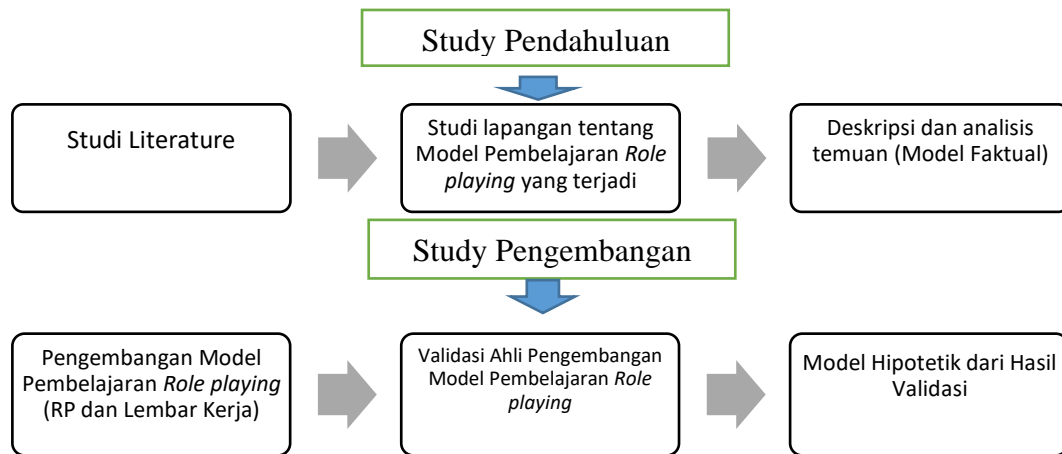 Study Pendahuluan
Studi Literature
Studi lapangan tentang
Model Pembelajaran Role
playing yang terjadi
Deskripsi dan analisis
temuan (Model Faktual)
Study Pengembangan
Pengembangan Model
Pembelajaran Role playing
(RP dan Lembar Kerja)
Validasi Ahli Pengembangan
Model Pembelajaran Role
playing
Model Hipotetik dari Hasil
Validasi